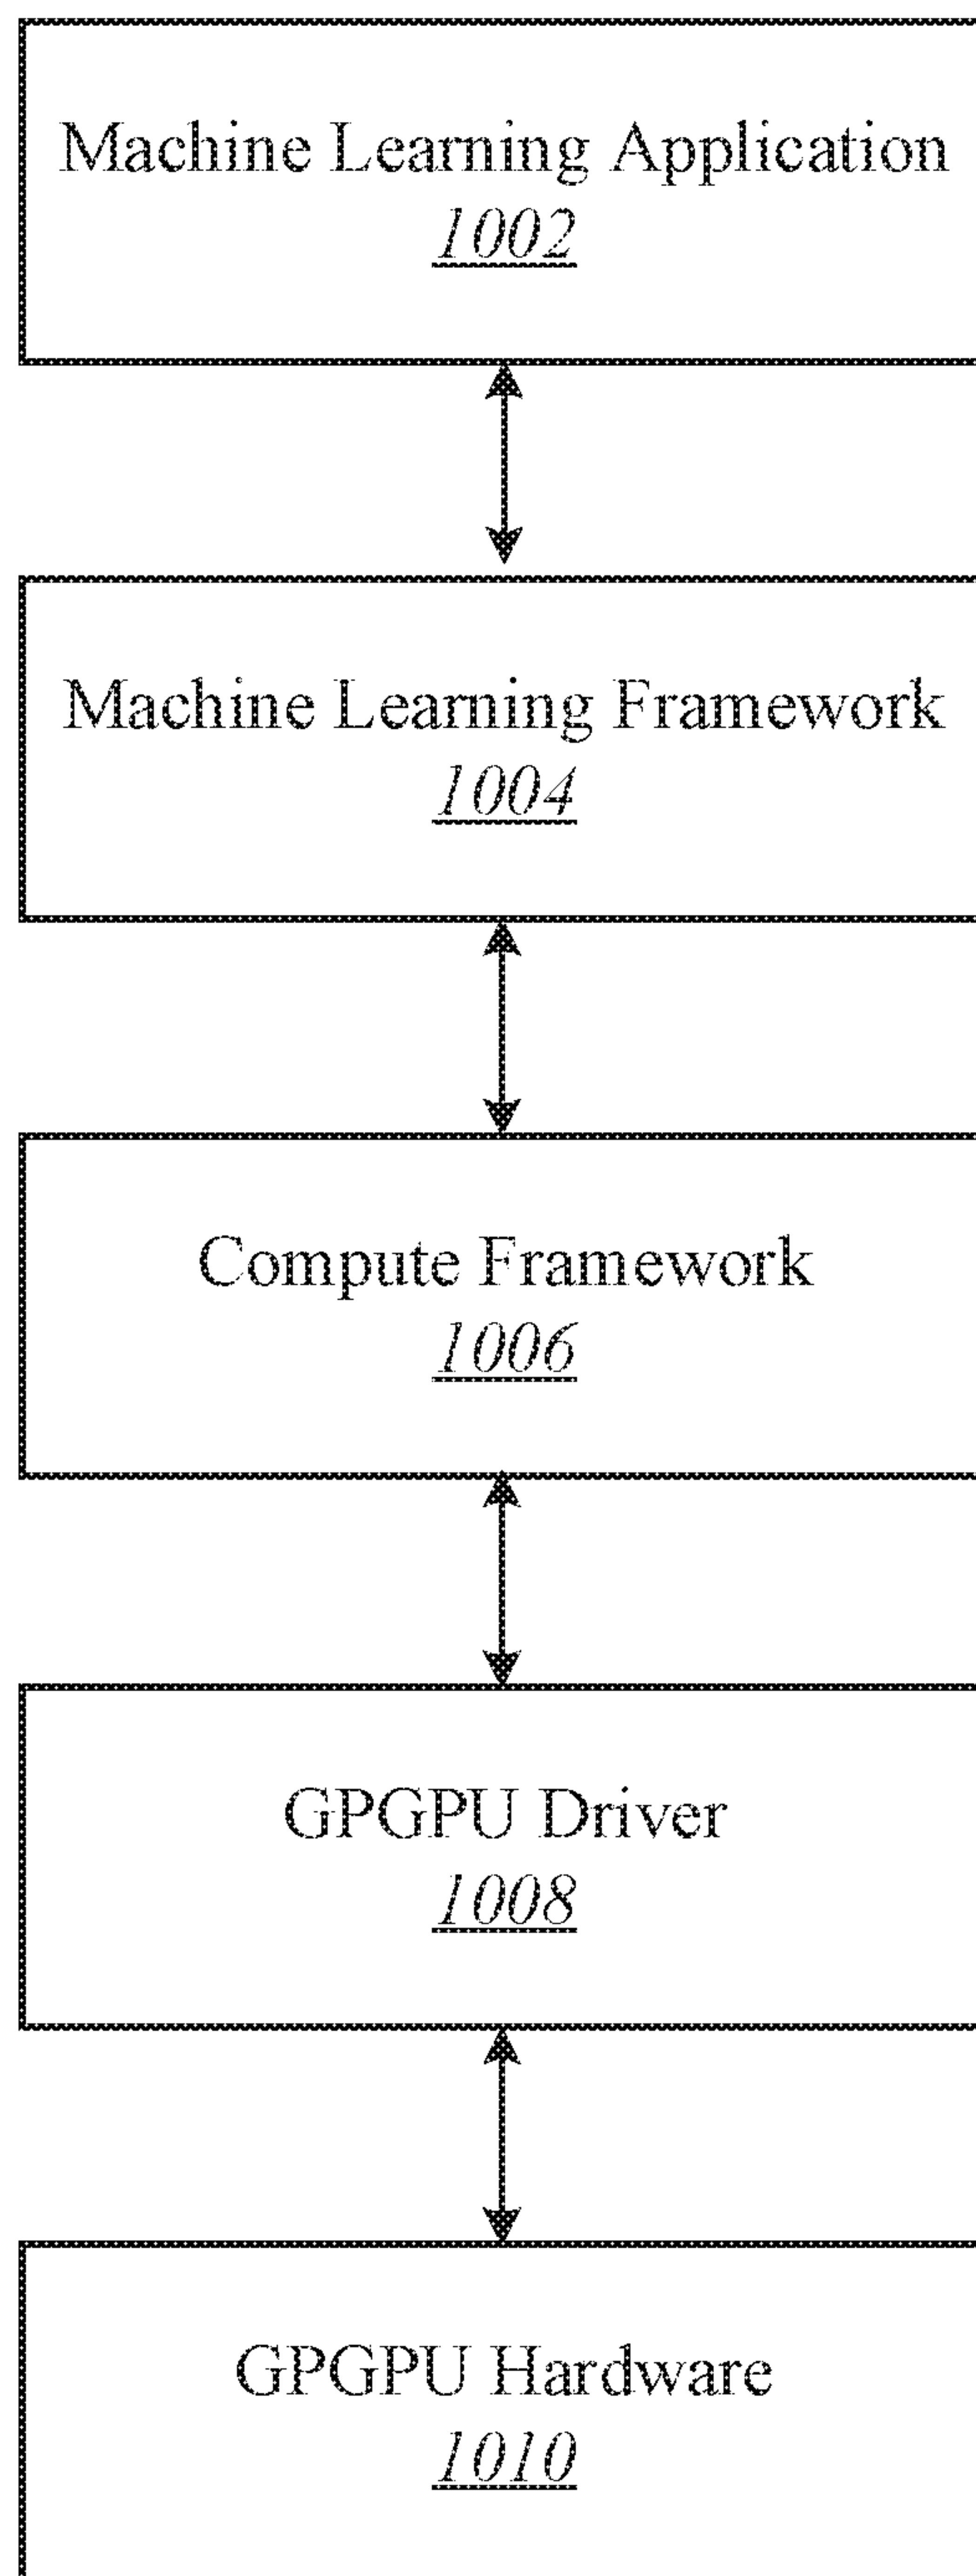 Machine Learning Application
1002
Machine Learning Framework
1004
Compute Framework
1006
GPGPU Driver
1008
GPGPU Hardware
1010